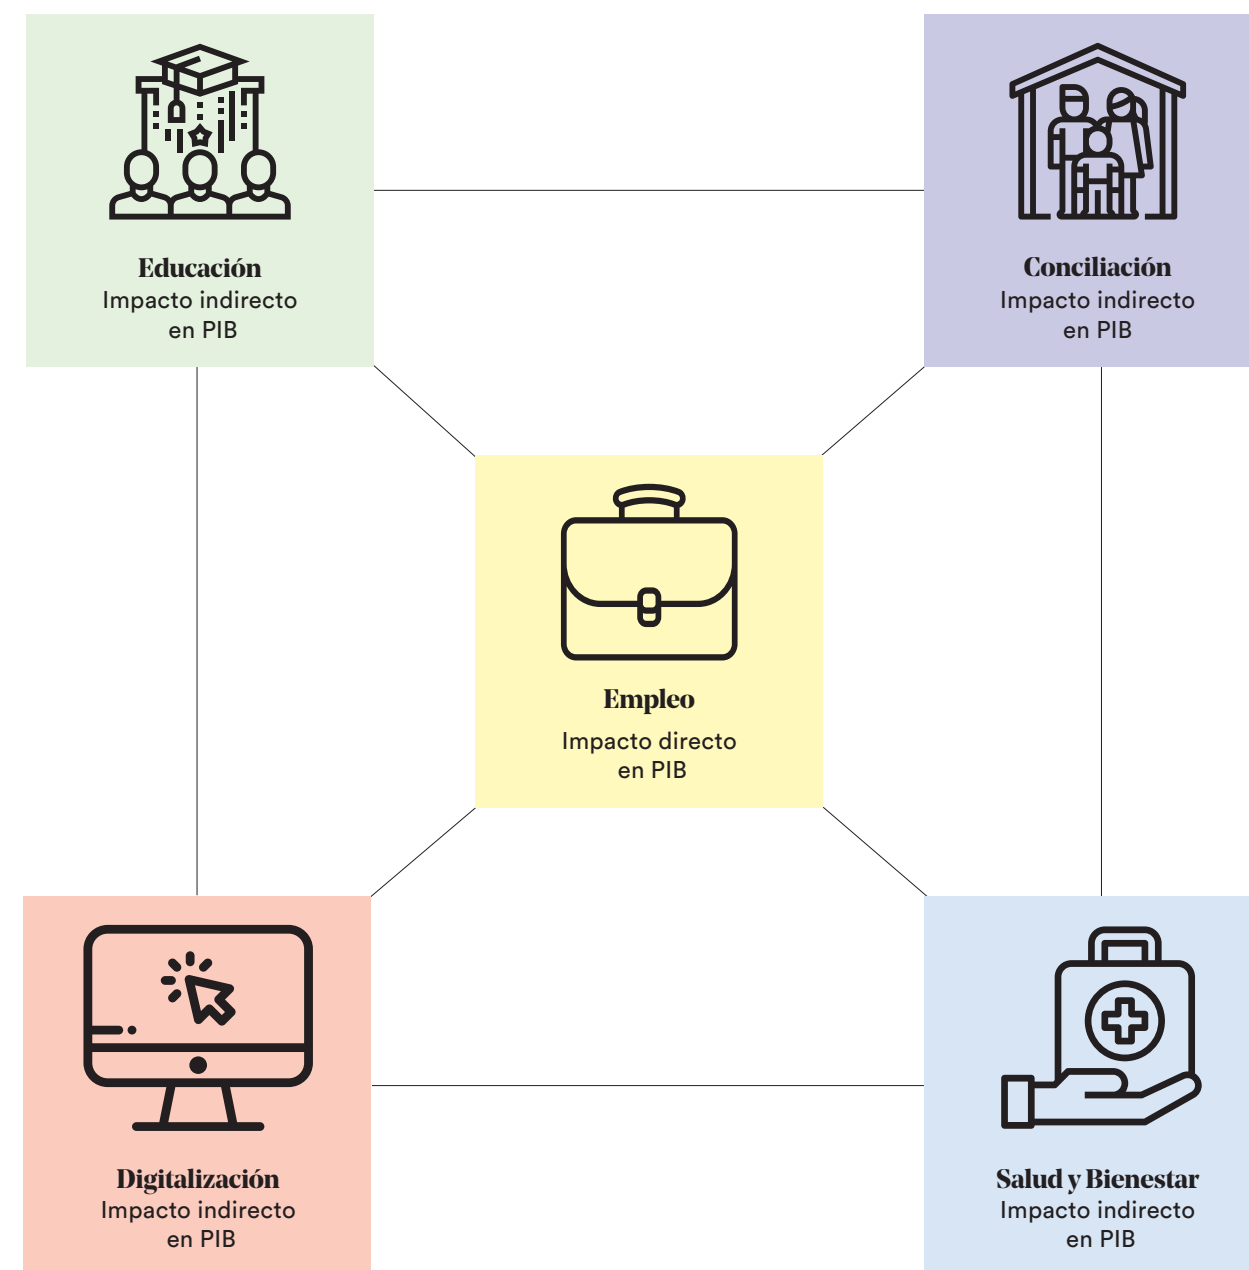 Educación
Impacto indirecto
en PIB
Conciliación
Impacto indirecto
en PIB
Empleo
Impacto directo
en PIB
Digitalización
Impacto indirecto
en PIB
Salud y Bienestar
Impacto indirecto
en PIB